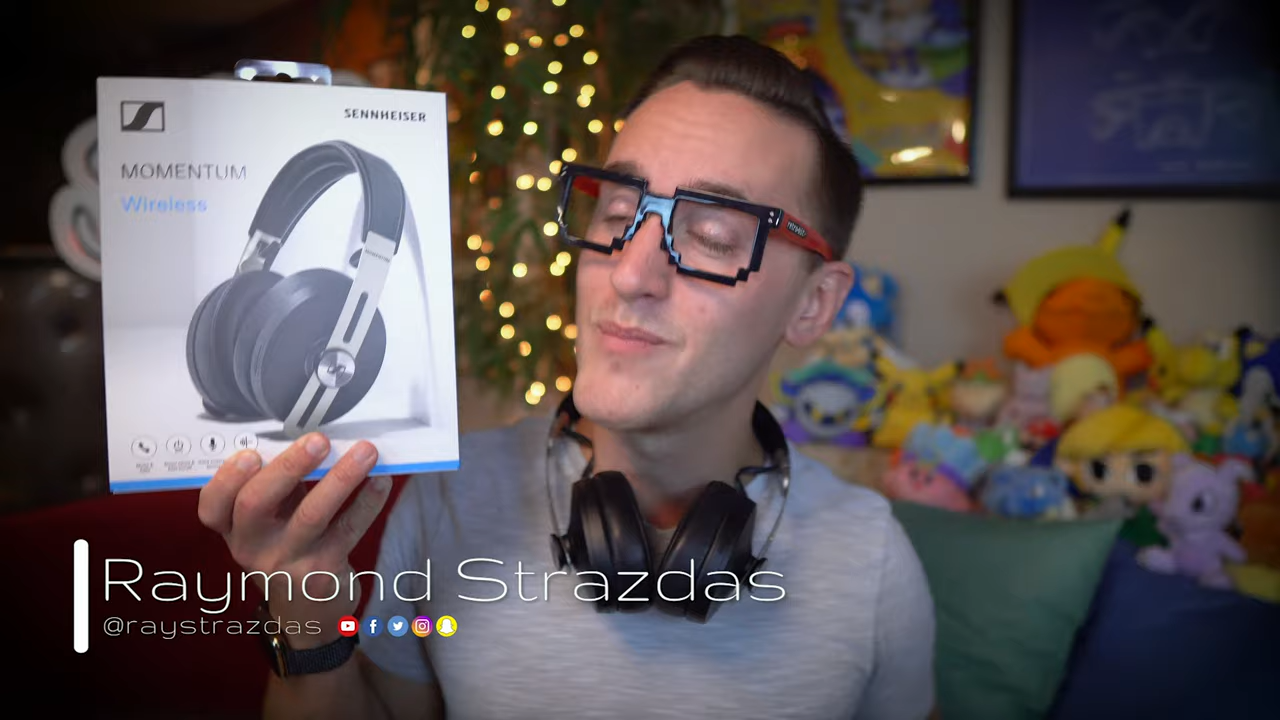 SENNHEISER
MOMENTUM
Wireless
Raymond Strazdas
@raystrazdas